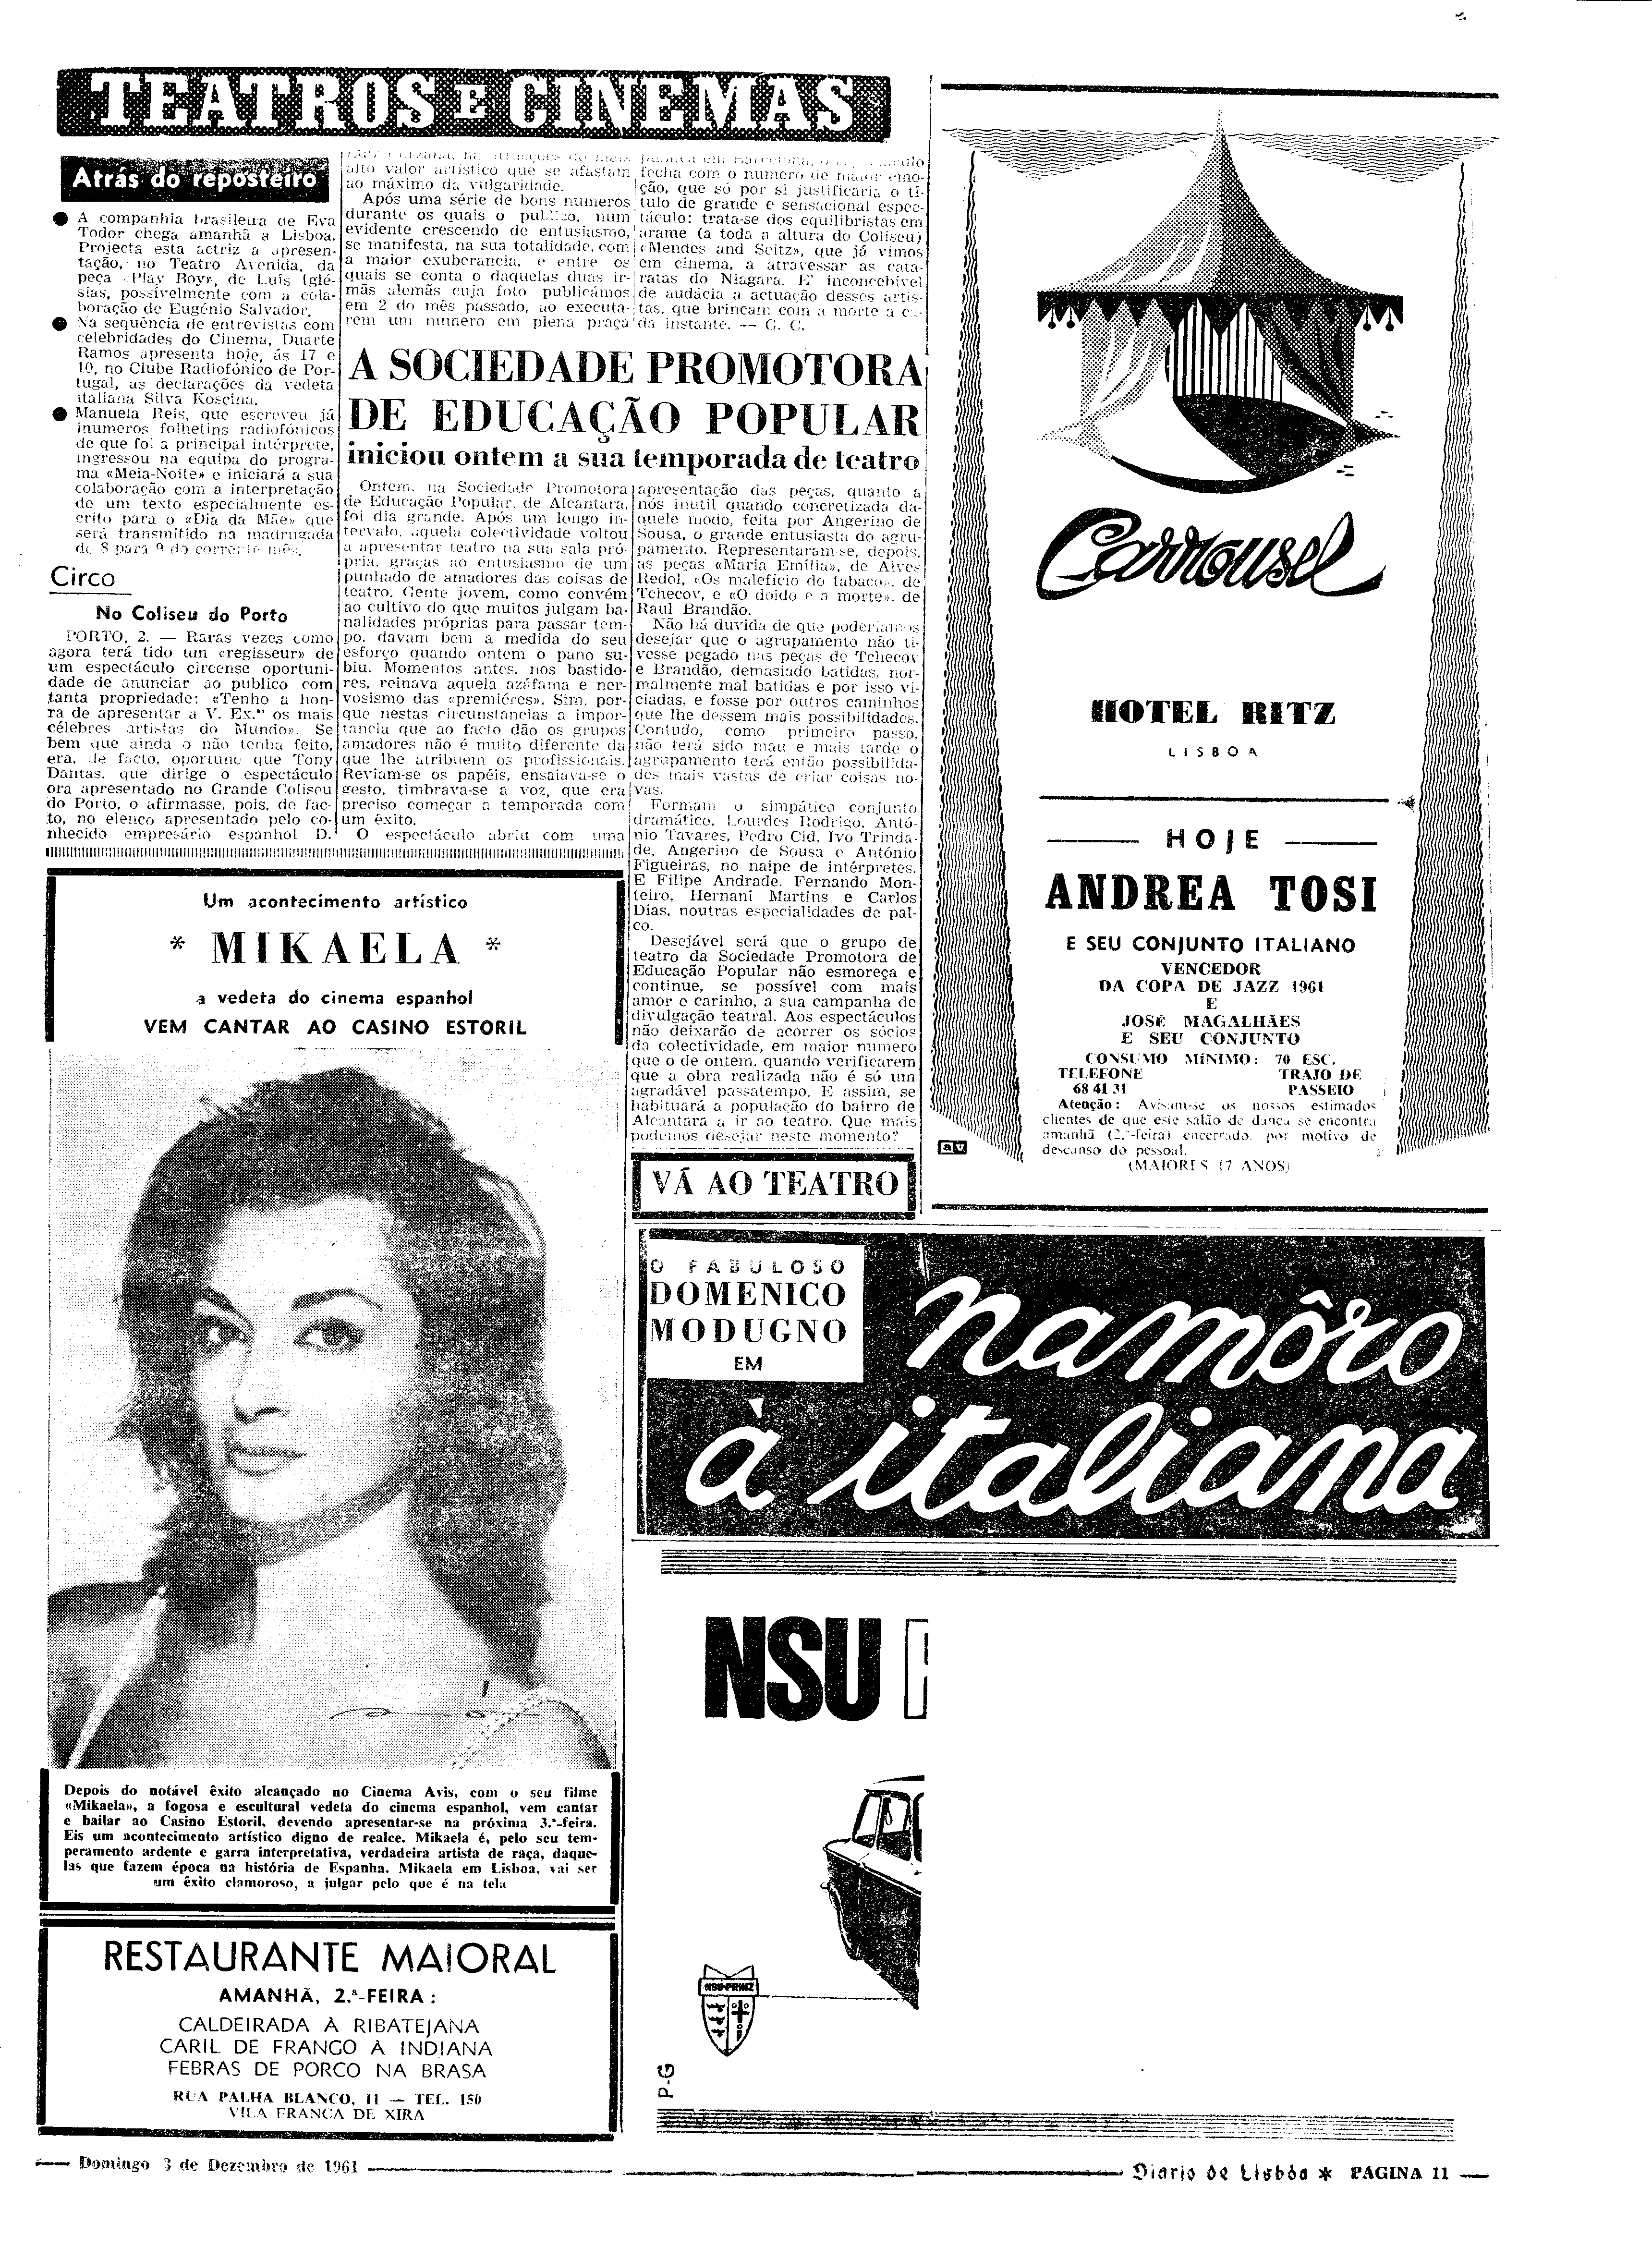 TEATROS E CINEMAS
Atrás do reposteiro
A companhia brasileira de Eva
Todor chega amanhã a Lisboa.
Projecta esta actriz a apresen-
tação, no Teatro Avenida, da
peça «Play Boy», de Luís Iglé-
sias, possivelmente com a cola-
boração de Eugénio Salvador.
Na sequência de entrevistas com
celebridades do Cinema, Duarte
Ramos apresenta hoje, ás 17 e
10, no Clube Radiofónico de Por-
tugal, as declarações da vedeta
italiana Silva Koscina.
Manuela Reis, que escreveu já
inumeros folhetins radiofónicos
de que foi a principal intérprete,
ingressou na equipa do progra-
ma «Meia-Noite» e iniciará a sua
colaboração com a interpretação
de um texto especialmente es-
crito para o «Dia da Mãe» que
será transmitido na madrugada
de 8 para 9 do corrente mês.
Circo
No Coliseu do Porto
PORTO, 2. — Raras vezes como
agora terá tido um «regisseur» de
um espectáculo circense oportuni-
dade de anunciar ao publico com
tanta propriedade: «Tenho a hon-
ra de apresentar a V. Ex.ªs os mais
célebres artistas do Mundo». Se
bem que ainda o não tenha feito,
era, de facto, oportuno que Tony
Dantas, que dirige o espectáculo
ora apresentado no Grande Coliseu
do Porto, o afirmasse, pois, de fac-
to, no elenco apresentado pelo co-
nhecido empresário espanhol D.
há atracções do mais
alto valor artístico que se afastam
ao máximo da vulgaridade.
Após uma série de bons numeros
durante os quais o publico, num
evidente crescendo de entusiasmo,
se manifesta, na sua totalidade, com
a maior exuberancia, e entre os
quais se conta o daquelas duas ir-
mãs alemãs cuja foto publicámos
em 2 do mês passado, ao executa-
rem um numero em plena praça
publica em Barcelona, o espectáculo
fecha com o numero de maior emo-
ção, que só por si justificaria o tí-
tulo de grande e sensacional espec-
táculo: trata-se dos equilibristas em
arame (a toda a altura do Coliseu)
«Mendes and Seitz», que já vimos
em cinema, a atravessar as cata-
ratas do Niagara. E' inconcebivel
de audácia a actuação desses artis-
tas, que brincam com a morte a ca-
da instante. — G. C.
A SOCIEDADE PROMOTORA
DE EDUCAÇÃO POPULAR
iniciou ontem a sua temporada de teatro
Ontem, na Sociedade Promotora
de Educação Popular, de Alcantara,
foi dia grande. Após um longo in-
tervalo, aquela colectividade voltou
a apresentar teatro na sua sala pró-
pria, graças ao entusiasmo de um
punhado de amadores das coisas de
teatro. Gente jovem, como convém
ao cultivo do que muitos julgam ba-
nalidades próprias para passar tem-
po, davam bem a medida do seu
esforço quando ontem o pano su-
biu. Momentos antes, nos bastido-
res, reinava aquela azáfama e ner-
vosismo das «premiéres». Sim, por-
que nestas circunstancias a impor-
tancia que ao facto dão os grupos
amadores não é muito diferente da
que lhe atribuem os profissionais.
Reviam-se os papéis, ensaiava-se o
gesto, timbrava-se a voz, que era
preciso começar a temporada com
um êxito.
O espectáculo abriu com uma
apresentação das peças, quanto a
nós inutil quando concretizada da-
quele modo, feita por Angerino de
Sousa, o grande entusiasta do agru-
pamento. Representaram-se, depois,
as peças «Maria Emília», de Alves
Redol, «Os malefício do tabaco», de
Tchecov, e «O doido e a morte», de
Raul Brandão.
Não há duvida de que poderiamos
desejar que o agrupamento não ti-
vesse pegado nas peças de Tchecov
e Brandão, demasiado batidas, nor-
malmente mal batidas e por isso vi-
ciadas, e fosse por outros caminhos
que lhe dessem mais possibilidades.
Contudo, como primeiro passo,
não terá sido mau e mais tarde o
agrupamento terá então possibilida-
des mais vastas de criar coisas no-
vas.
Formam o simpático conjunto
dramático, Lourdes Rodrigo, Antó-
nio Tavares, Pedro Cid, Ivo Trinda-
de, Angerino de Sousa e António
Figueiras, no naipe de intérpretes.
E Filipe Andrade, Fernando Mon-
teiro, Hernani Martins e Carlos
Dias, noutras especialidades de pal-
co.
Desejável será que o grupo de
teatro da Sociedade Promotora de
Educação Popular não esmoreça e
continue, se possível com mais
amor e carinho, a sua campanha de
divulgação teatral. Aos espectáculos
não deixarão de acorrer os sócios
da colectividade, em maior numero
que o de ontem, quando verificarem
que a obra realizada não é só um
agradável passatempo. E assim, se
habituará a população do bairro de
Alcantara a ir ao teatro. Que mais
podemos desejar neste momento?
VÁ AO TEATRO
Um acontecimento artístico
* MIKAELA *
a vedeta do cinema espanhol
VEM CANTAR AO CASINO ESTORIL
Depois do notável êxito alcançado no Cinema Avis, com o seu filme
«Mikaela», a fogosa e escultural vedeta do cinema espanhol, vem cantar
e bailar ao Casino Estoril, devendo apresentar-se na próxima 3.ª-feira.
Eis um acontecimento artístico digno de realce. Mikaela é, pelo seu tem-
peramento ardente e garra interpretativa, verdadeira artista de raça, daque-
las que fazem época na história de Espanha. Mikaela em Lisboa, vai ser
um êxito clamoroso, a julgar pelo que é na tela
RESTAURANTE MAIORAL
AMANHÃ, 2.ª-FEIRA:
CALDEIRADA À RIBATEJANA
CARIL DE FRANGO À INDIANA
FEBRAS DE PORCO NA BRASA
RUA PALHA BLANCO, 11 — TEL. 150
VILA FRANCA DE XIRA
Carrousel
HOTEL RITZ
LISBOA
HOJE
ANDREA TOSI
E SEU CONJUNTO ITALIANO
VENCEDOR
DA COPA DE JAZZ 1961
E
JOSÉ MAGALHÃES
E SEU CONJUNTO
CONSUMO MÍNIMO: 70 ESC.
TELEFONE TRAJO DE
68 41 31 PASSEIO
Atenção: Avisam-se os nossos estimados
clientes de que este salão de dança se encontra
amanhã (2.ª-feira) encerrado, por motivo de
descanso do pessoal.
(MAIORES 17 ANOS)
av
O FABULOSO
DOMENICO
MODUGNO
EM
namôro
à italiana
NSU
NSU-PRINZ
P-G
Domingo 3 de Dezembro de 1961
Diario de Lisbôa * PAGINA 11